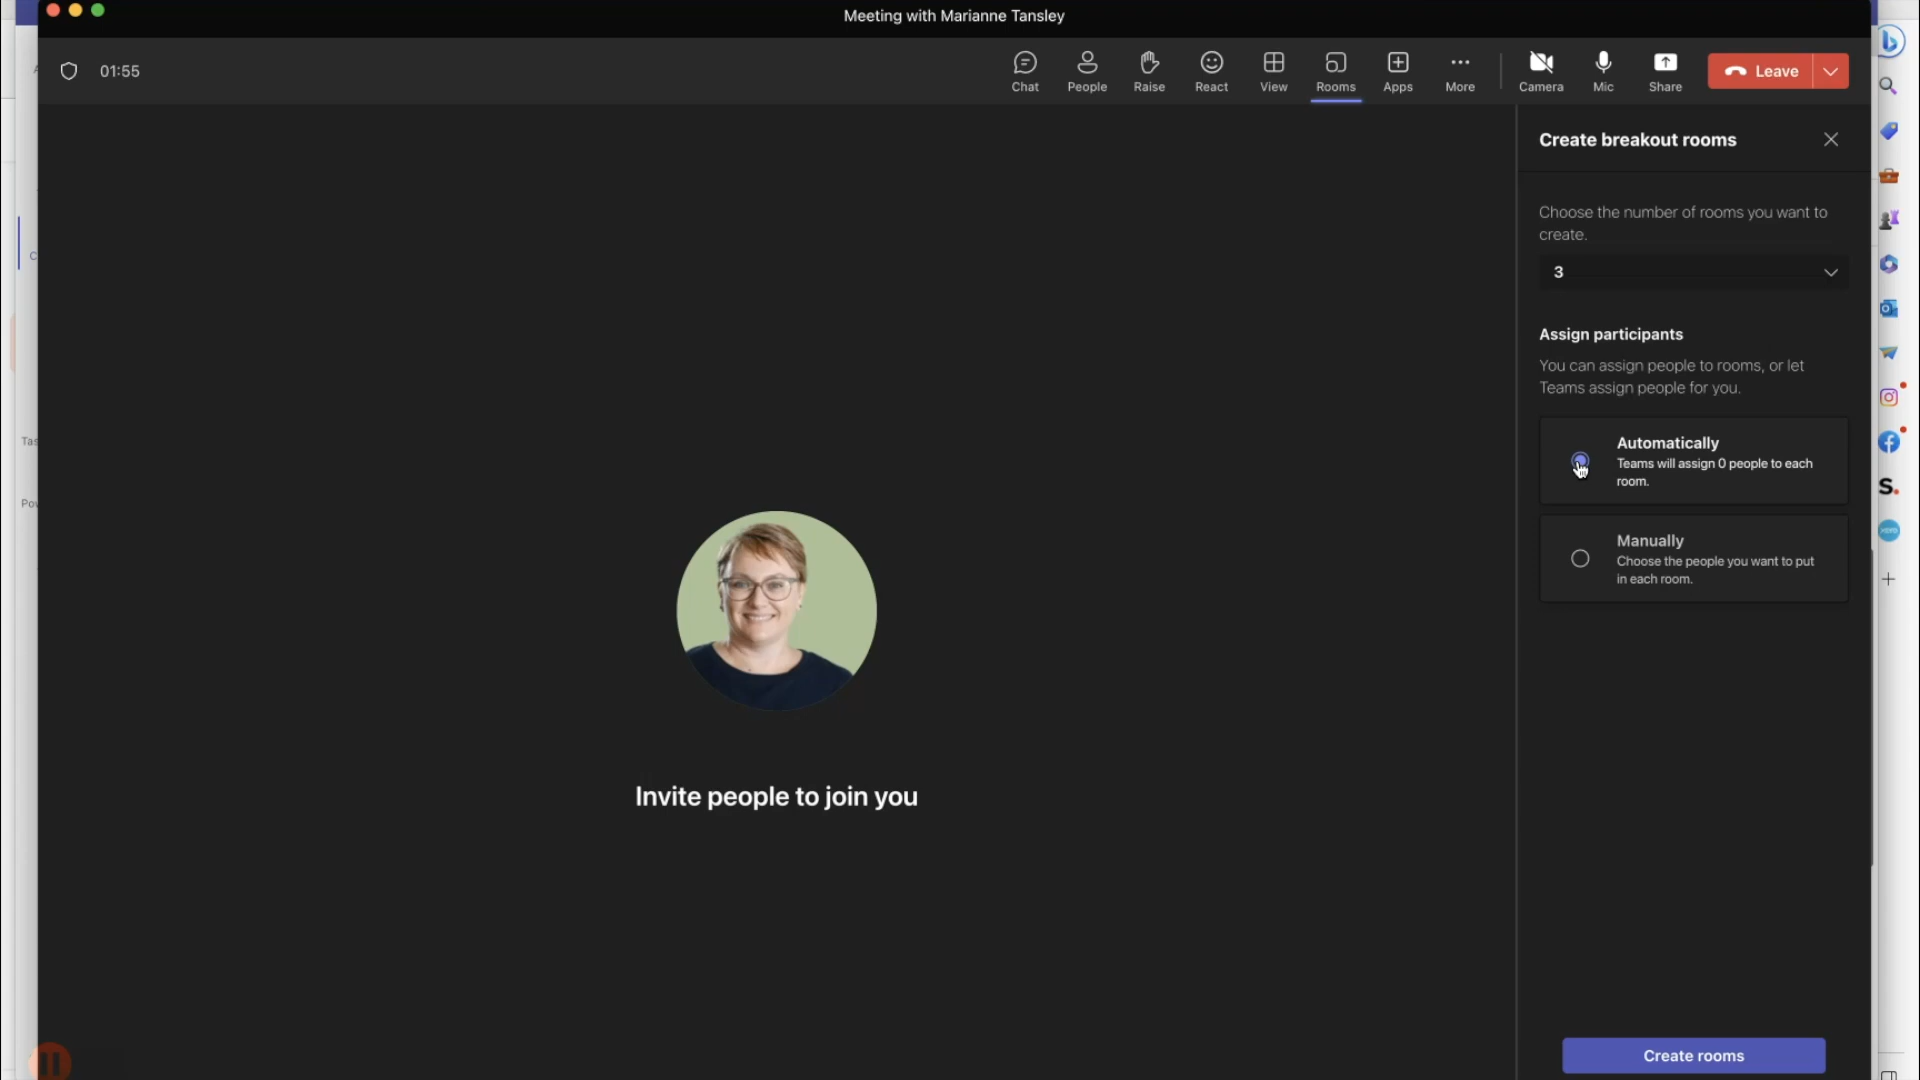 Meeting with Marianne Tansley
01:55
Chat
People
Raise
React
View
Rooms
Apps
More
Camera
Mic
Share
Leave
Create breakout rooms
Choose the number of rooms you want to
create.
3
Assign participants
You can assign people to rooms, or let
Teams assign people for you.
Automatically
Teams will assign 0 people to each
room.
Manually
Choose the people you want to put
in each room.
Invite people to join you
Create rooms
Tas
Pow
S.